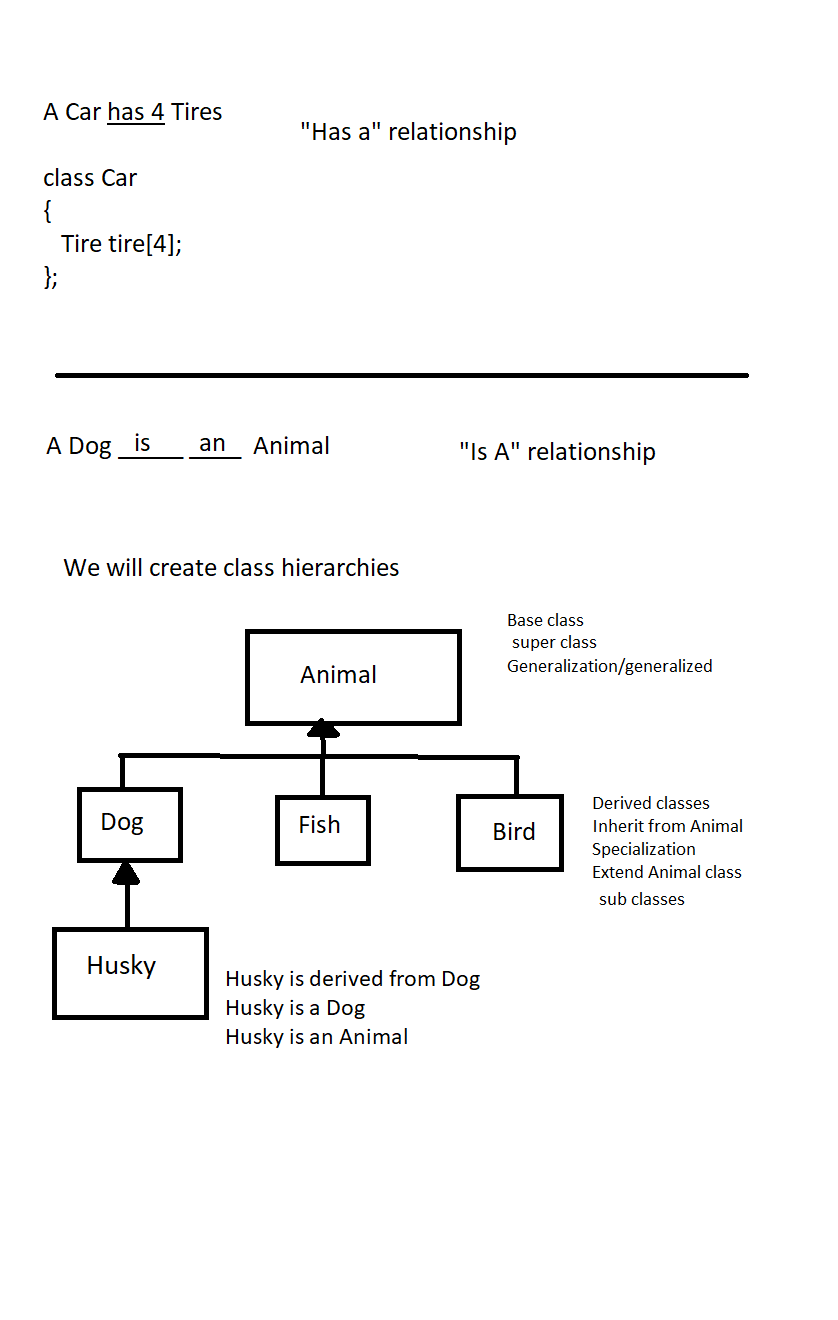 A Car has 4 Tires
"Has a" relationship
class Car
{
Tire tire[4];
};
A Dog is an Animal
"Is A" relationship
We will create class hierarchies
Base class
super class
Generalization/generalized
Animal
Dog
Fish
Bird
Derived classes
Inherit from Animal
Specialization
Extend Animal class
sub classes
Husky
Husky is derived from Dog
Husky is a Dog
Husky is an Animal